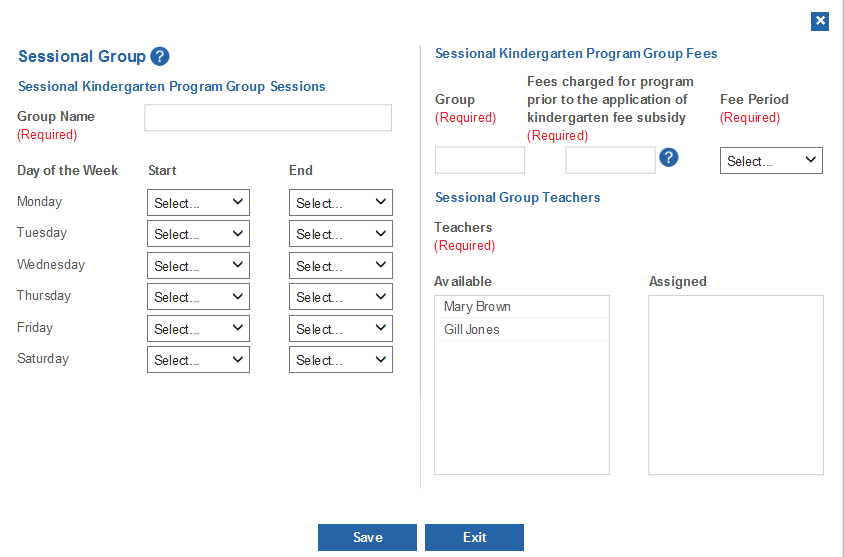 Sessional Group ?
Sessional Kindergarten Program Group Sessions
Group Name
(Required)
Day of the Week Start End
Monday Select... Select...
Tuesday Select... Select...
Wednesday Select... Select...
Thursday Select... Select...
Friday Select... Select...
Saturday Select... Select...
Sessional Kindergarten Program Group Fees
Group
(Required)
Fees charged for program
prior to the application of
kindergarten fee subsidy
(Required)
?
Fee Period
(Required)
Select...
Sessional Group Teachers
Teachers
(Required)
Available
Mary Brown
Gill Jones
Assigned
Save Exit